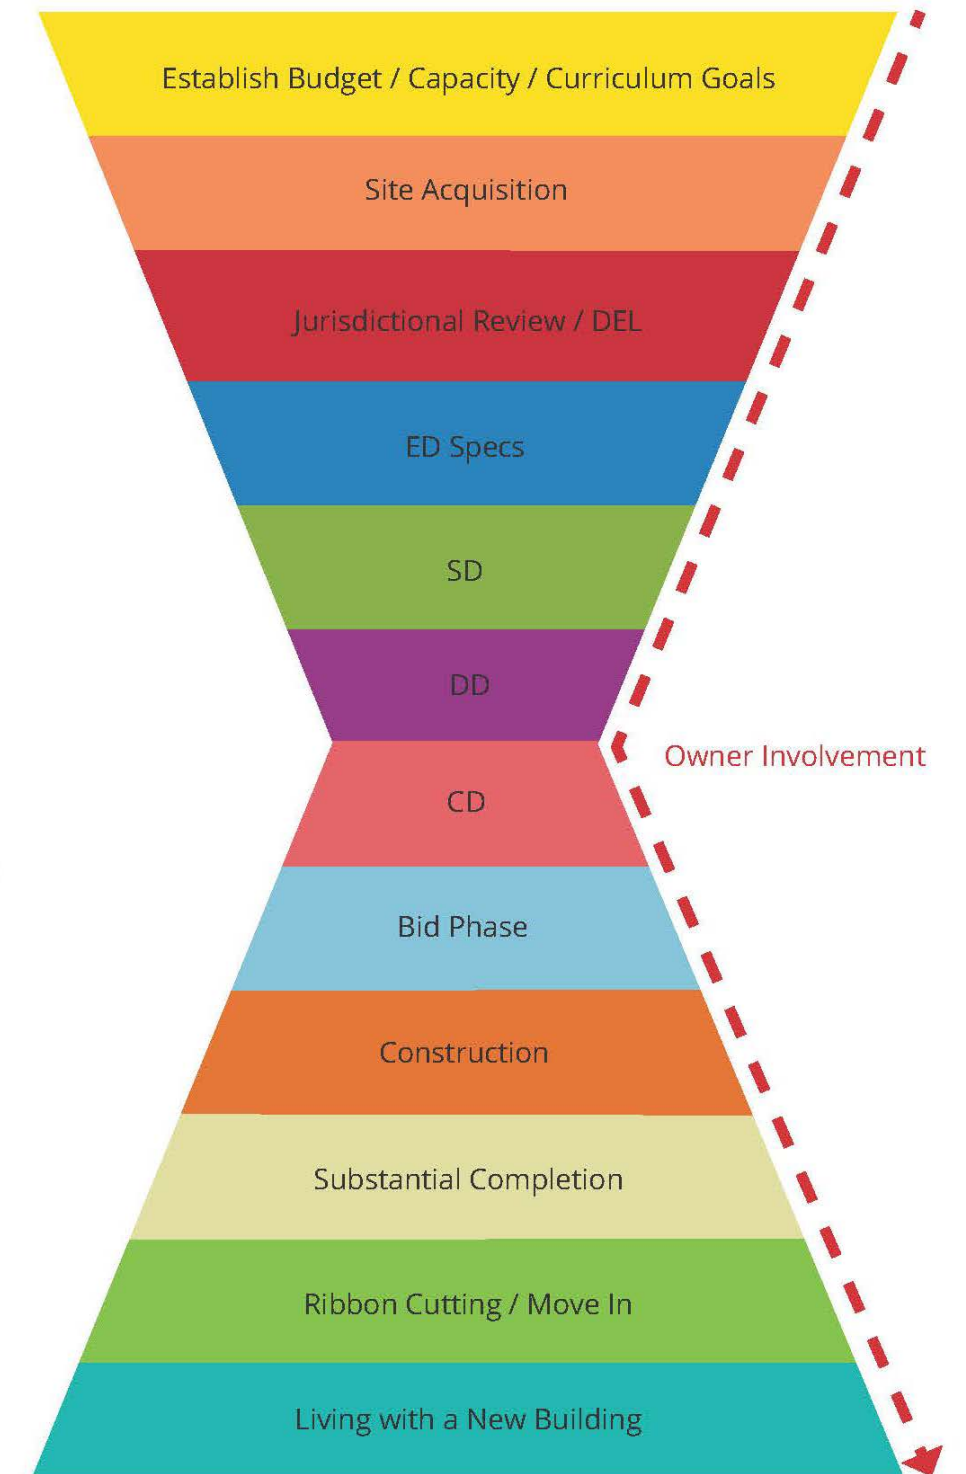 Establish Budget / Capacity / Curriculum Goals
Site Acquisition
Jurisdictional Review / DEL
ED Specs
SD
DD
Owner Involvement
CD
Bid Phase
Construction
Substantial Completion
Ribbon Cutting / Move In
Living with a New Building